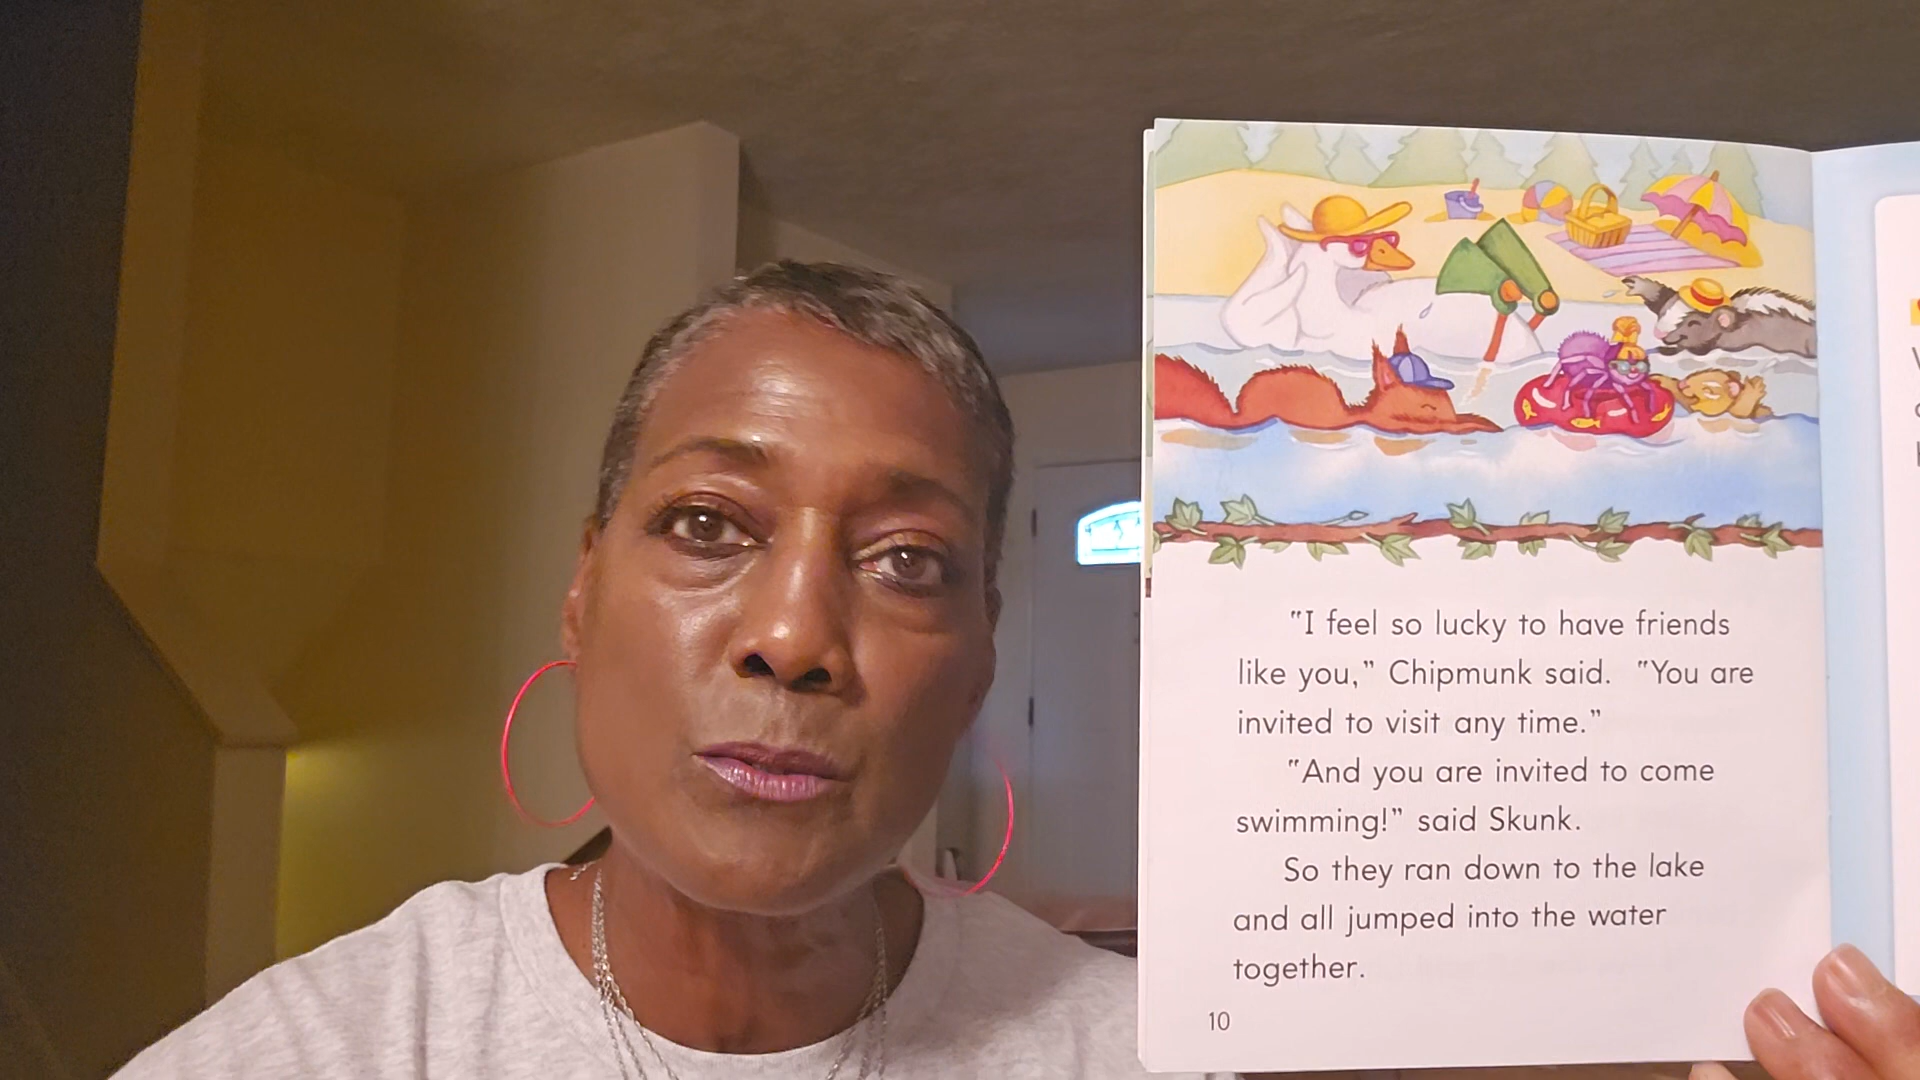 "I feel so lucky to have friends
like you," Chipmunk said. "You are
invited to visit any time."
"And you are invited to come
swimming!" said Skunk.
So they ran down to the lake
and all jumped into the water
together.
10